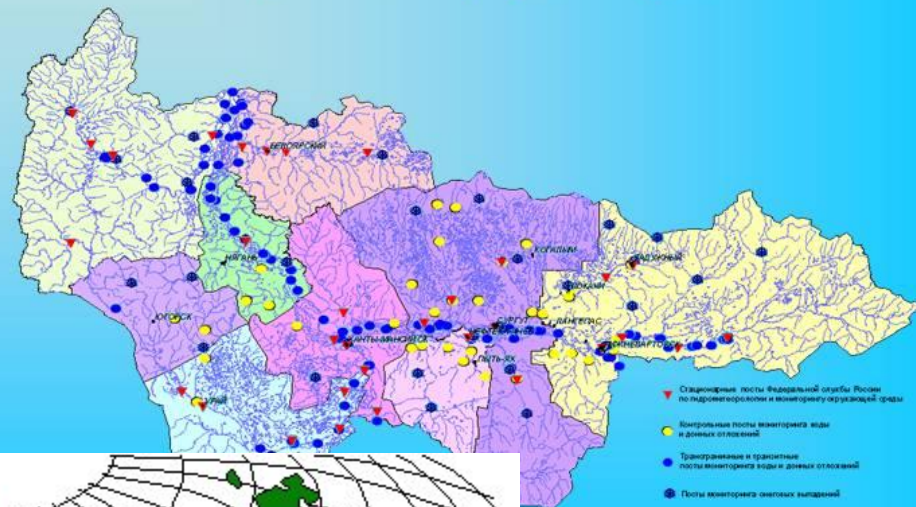 БЕЛОЯРСКИЙ
КОГАЛЫМ
НЯГАНЬ
РАДУЖНЫЙ
ПОКАЧИ
ЮГОРСК
СУРГУТ
ЛАНГЕПАС
ХАНТЫ-МАНСИЙСК
НЕФТЕЮГАНСК
НИЖНЕВАРТОВСК
ПЫТЬ-ЯХ
УРАЙ
Стационарные посты Федеральной службы России
по гидрометеорологии и мониторингу окружающей среды
Контрольные посты мониторинга воды
и донных отложений
Трансграничные и транзитные
посты мониторинга воды и донных отложений
Посты мониторинга снеговых выпадений